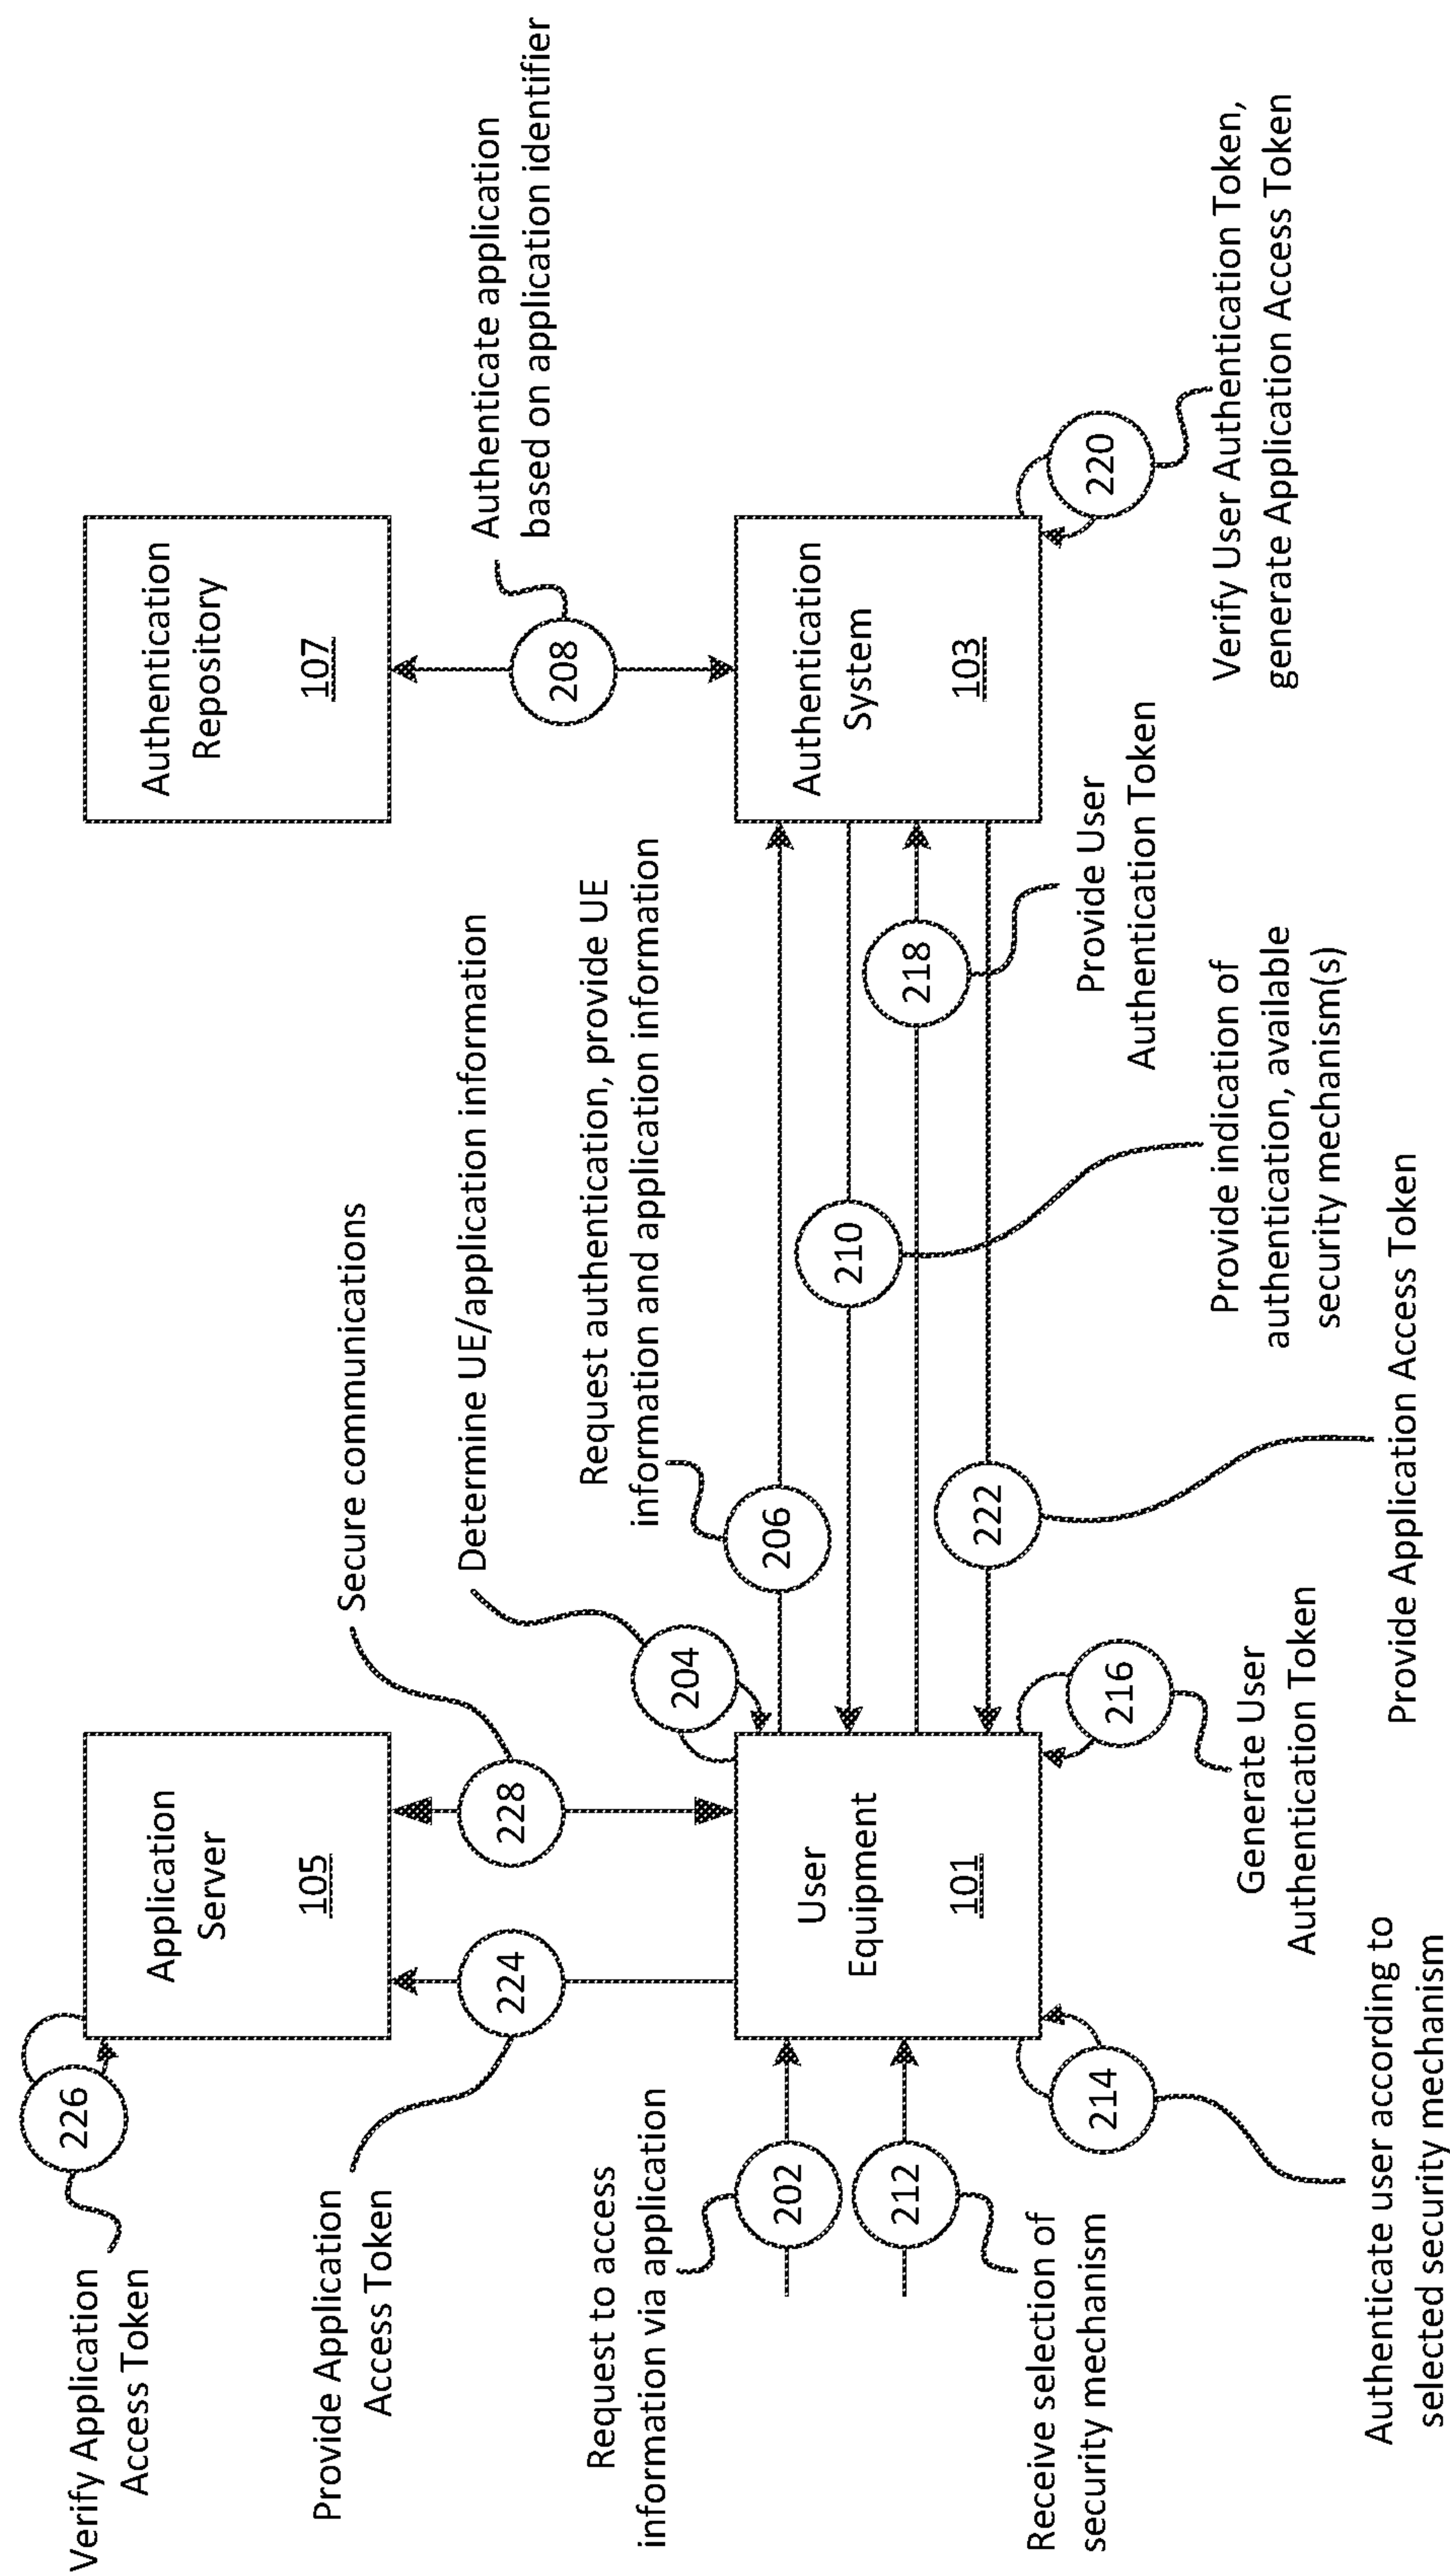 Verify Application
Access Token
226
Application
Server
105
Authentication
Repository
107
Provide Application
Access Token
224
228
Secure communications
Determine UE/application information
204
208
Authenticate application
based on application identifier
Request to access
information via application
202
Request authentication, provide UE
information and application information
206
User
Equipment
101
Authentication
System
103
210
218
222
212
Receive selection of
security mechanism
214
Authenticate user according to
selected security mechanism
216
Generate User
Authentication Token
Provide Application Access Token
Provide indication of
authentication, available
security mechanism(s)
Provide User
Authentication Token
220
Verify User Authentication Token,
generate Application Access Token